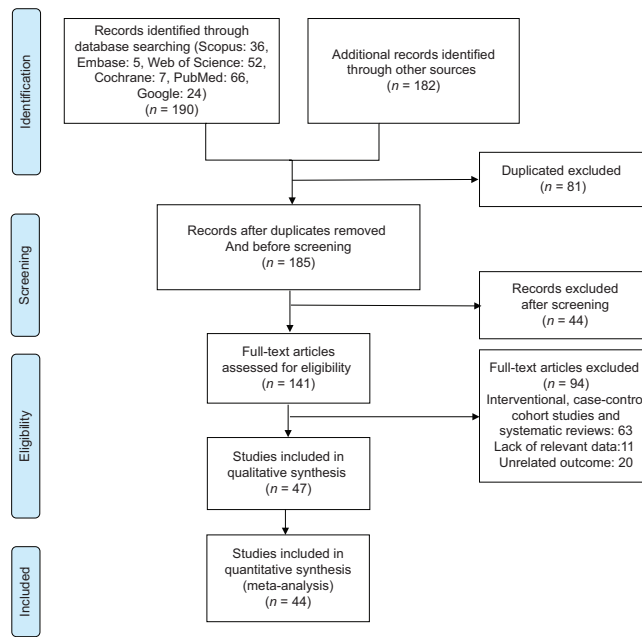 Identification
Records identified through
database searching (Scopus: 36,
Embase: 5, Web of Science: 52,
Cochrane: 7, PubMed: 66,
Google: 24)
(n = 190)
Additional records identified
through other sources
(n = 182)
Duplicated excluded
(n = 81)
Screening
Records after duplicates removed
And before screening
(n = 185)
Records excluded
after screening
(n = 44)
Eligibility
Full-text articles
assessed for eligibility
(n = 141)
Full-text articles excluded
(n = 94)
Interventional, case-contro
cohort studies and
systematic reviews: 63
Lack of relevant data:11
Unrelated outcome: 20
Studies included in
qualitative synthesis
(n = 47)
Included
Studies included in
quantitative synthesis
(meta-analysis)
(n = 44)